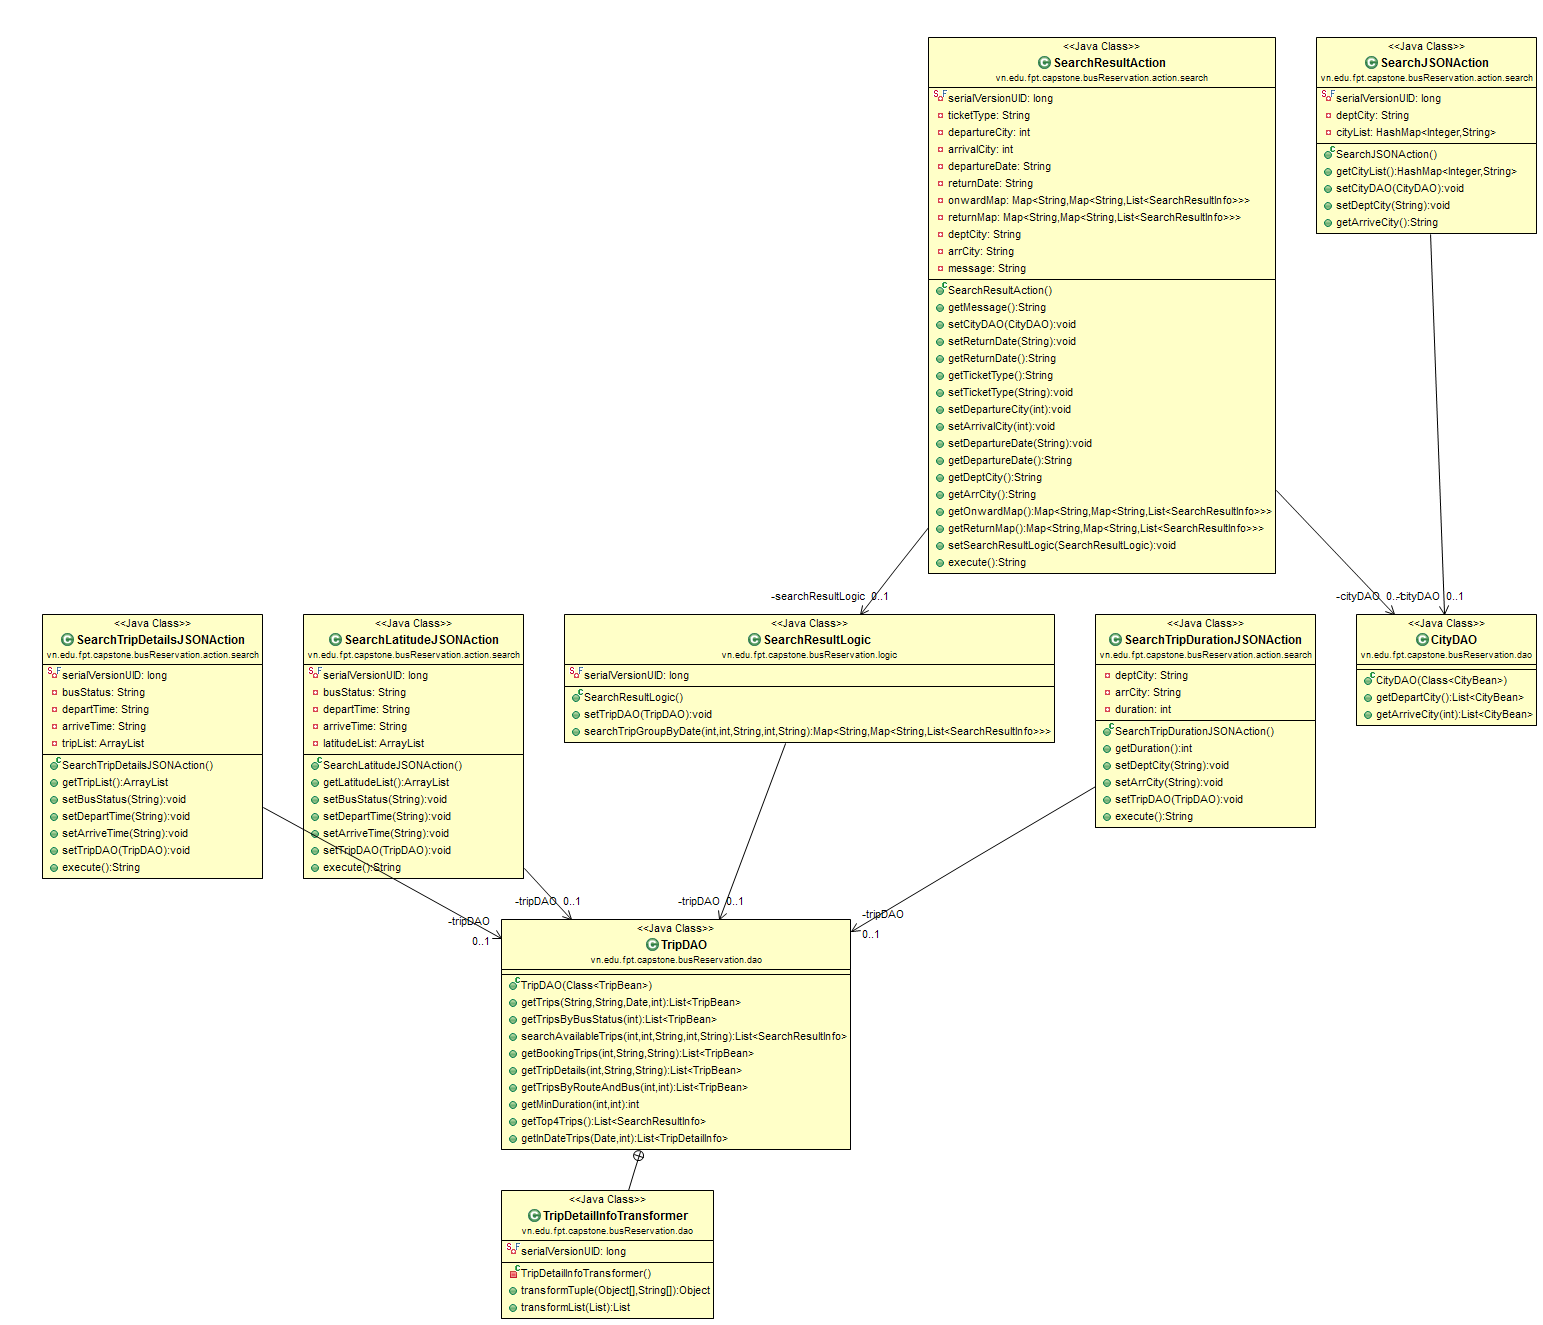 <<Java Class>>
SearchResultAction
vn.edu.fpt.capstone.busReservation.action.search
serialVersionUID: long
ticketType: String
departureCity: int
arrivalCity: int
departureDate: String
returnDate: String
onwardMap: Map<String,Map<String,List<SearchResultInfo>>>
returnMap: Map<String,Map<String,List<SearchResultInfo>>>
deptCity: String
arrCity: String
message: String
SearchResultAction()
getMessage():String
setCityDAO(CityDAO):void
setReturnDate(String):void
getReturnDate():String
getTicketType():String
setTicketType(String):void
setDepartureCity(int):void
setArrivalCity(int):void
setDepartureDate(String):void
getDepartureDate():String
getDeptCity():String
getArrCity():String
getOnwardMap():Map<String,Map<String,List<SearchResultInfo>>>
getReturnMap():Map<String,Map<String,List<SearchResultInfo>>>
setSearchResultLogic(SearchResultLogic):void
execute():String
<<Java Class>>
SearchJSONAction
vn.edu.fpt.capstone.busReservation.action.search
serialVersionUID: long
deptCity: String
cityList: HashMap<Integer,String>
SearchJSONAction()
getCityList():HashMap<Integer,String>
setCityDAO(CityDAO):void
setDeptCity(String):void
getArriveCity():String
-searchResultLogic 0..1
-cityDAO 0..1
-cityDAO 0..1
<<Java Class>>
SearchTripDetailsJSONAction
vn.edu.fpt.capstone.busReservation.action.search
serialVersionUID: long
busStatus: String
departTime: String
arriveTime: String
tripList: ArrayList
SearchTripDetailsJSONAction()
getTripList():ArrayList
setBusStatus(String):void
setDepartTime(String):void
setArriveTime(String):void
setTripDAO(TripDAO):void
execute():String
<<Java Class>>
SearchLatitudeJSONAction
vn.edu.fpt.capstone.busReservation.action.search
serialVersionUID: long
busStatus: String
departTime: String
arriveTime: String
latitudeList: ArrayList
SearchLatitudeJSONAction()
getLatitudeList():ArrayList
setBusStatus(String):void
setDepartTime(String):void
setArriveTime(String):void
setTripDAO(TripDAO):void
execute():String
<<Java Class>>
SearchResultLogic
vn.edu.fpt.capstone.busReservation.logic
serialVersionUID: long
SearchResultLogic()
setTripDAO(TripDAO):void
searchTripGroupByDate(int,int,String,int,String):Map<String,Map<String,List<SearchResultInfo>>>
<<Java Class>>
SearchTripDurationJSONAction
vn.edu.fpt.capstone.busReservation.action.search
deptCity: String
arrCity: String
duration: int
SearchTripDurationJSONAction()
getDuration():int
setDeptCity(String):void
setArrCity(String):void
setTripDAO(TripDAO):void
execute():String
<<Java Class>>
CityDAO
vn.edu.fpt.capstone.busReservation.dao
CityDAO(Class<CityBean>)
getDepartCity():List<CityBean>
getArriveCity(int):List<CityBean>
-tripDAO
0..1
-tripDAO 0..1
-tripDAO 0..1
-tripDAO
0..1
<<Java Class>>
TripDAO
vn.edu.fpt.capstone.busReservation.dao
TripDAO(Class<TripBean>)
getTrips(String,String,Date,int):List<TripBean>
getTripsByBusStatus(int):List<TripBean>
searchAvailableTrips(int,int,String,int,String):List<SearchResultInfo>
getBookingTrips(int,String,String):List<TripBean>
getTripDetails(int,String,String):List<TripBean>
getTripsByRouteAndBus(int,int):List<TripBean>
getMinDuration(int,int):int
getTop4Trips():List<SearchResultInfo>
getInDateTrips(Date,int):List<TripDetailInfo>
<<Java Class>>
TripDetailInfoTransformer
vn.edu.fpt.capstone.busReservation.dao
serialVersionUID: long
TripDetailInfoTransformer()
transformTuple(Object[],String[]):Object
transformList(List):List